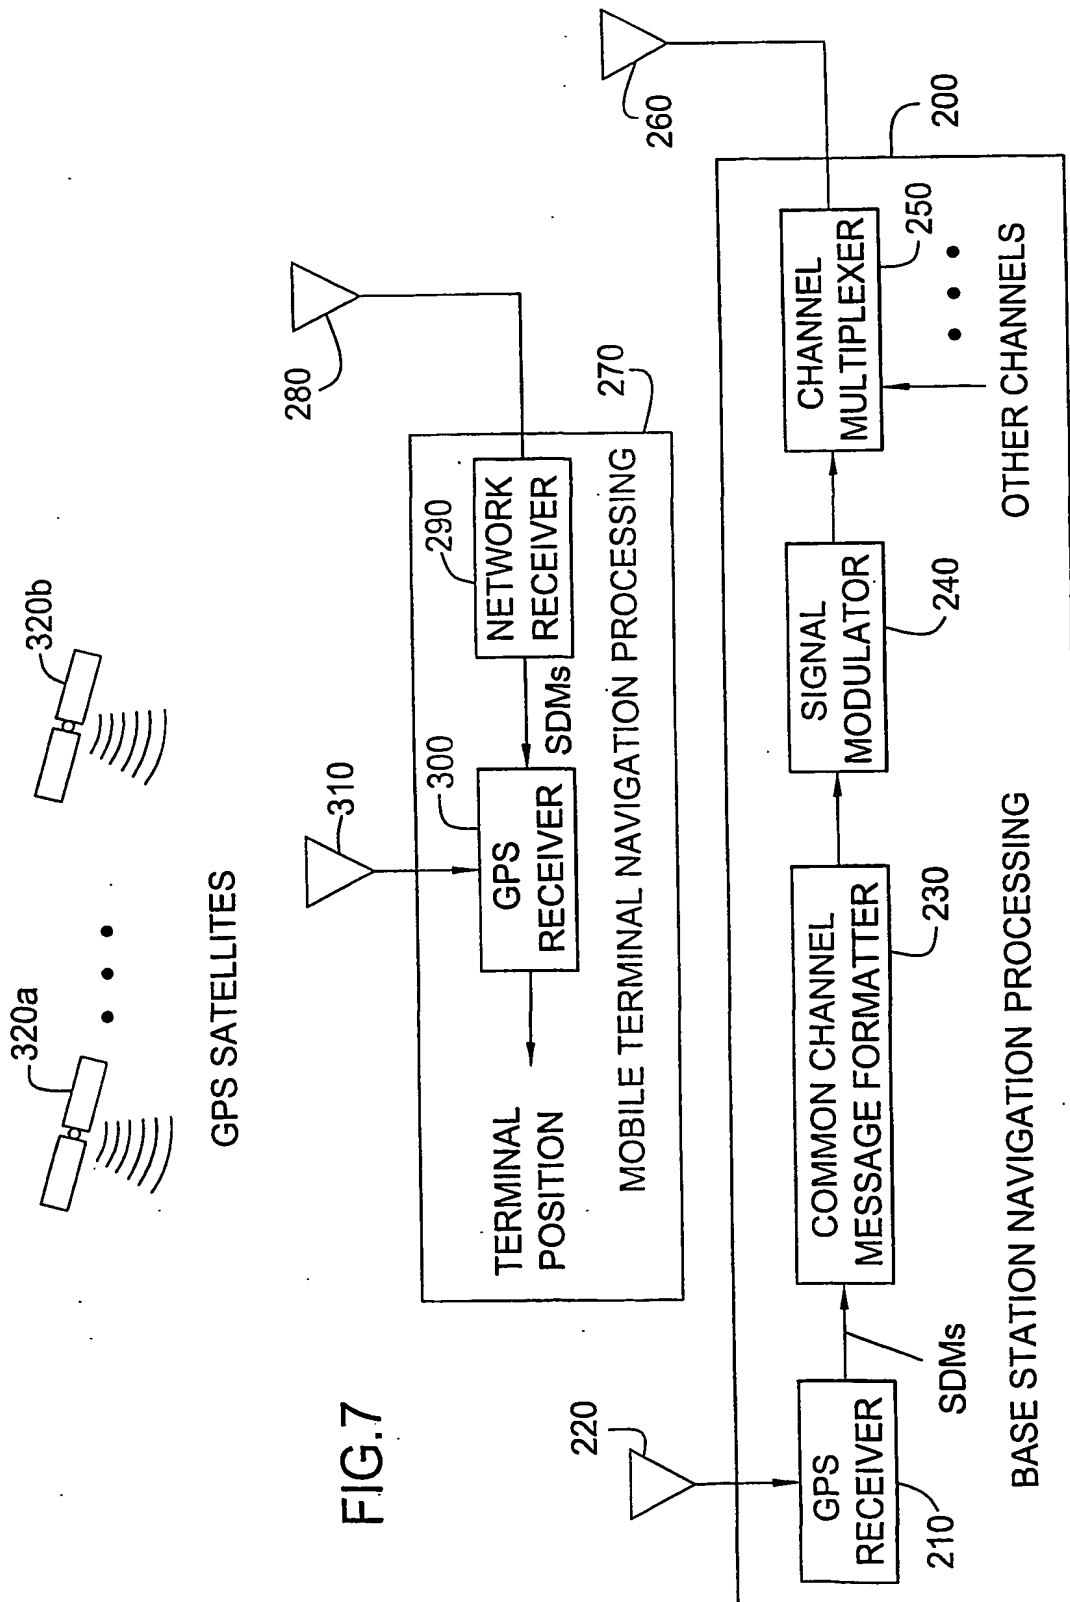 320a
320b
GPS SATELLITES
FIG.7
310
280
300
290
GPS
RECEIVER
SDMs
NETWORK
RECEIVER
TERMINAL
POSITION
270
MOBILE TERMINAL NAVIGATION PROCESSING
220
260
200
GPS
RECEIVER
210
SDMs
COMMON CHANNEL
MESSAGE FORMATTER
230
SIGNAL
MODULATOR
240
CHANNEL
MULTIPLEXER
250
OTHER CHANNELS
BASE STATION NAVIGATION PROCESSING